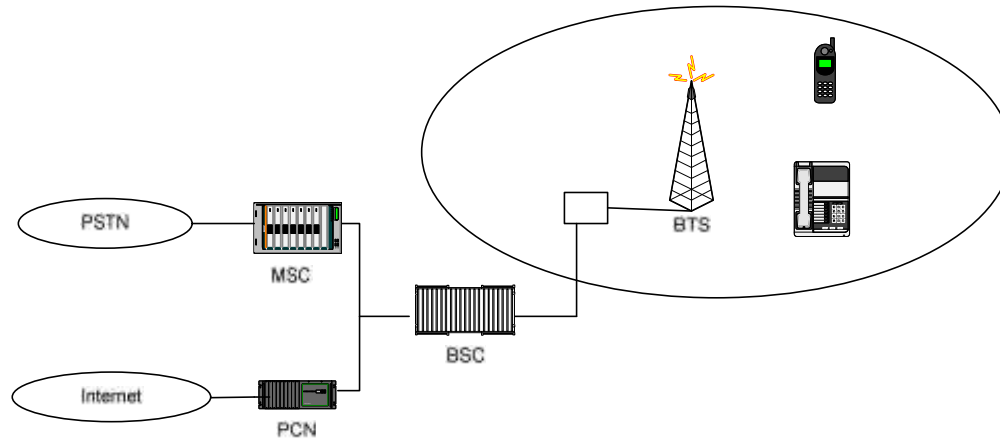 PSTN
MSC
BTS
BSC
Internet
PCN